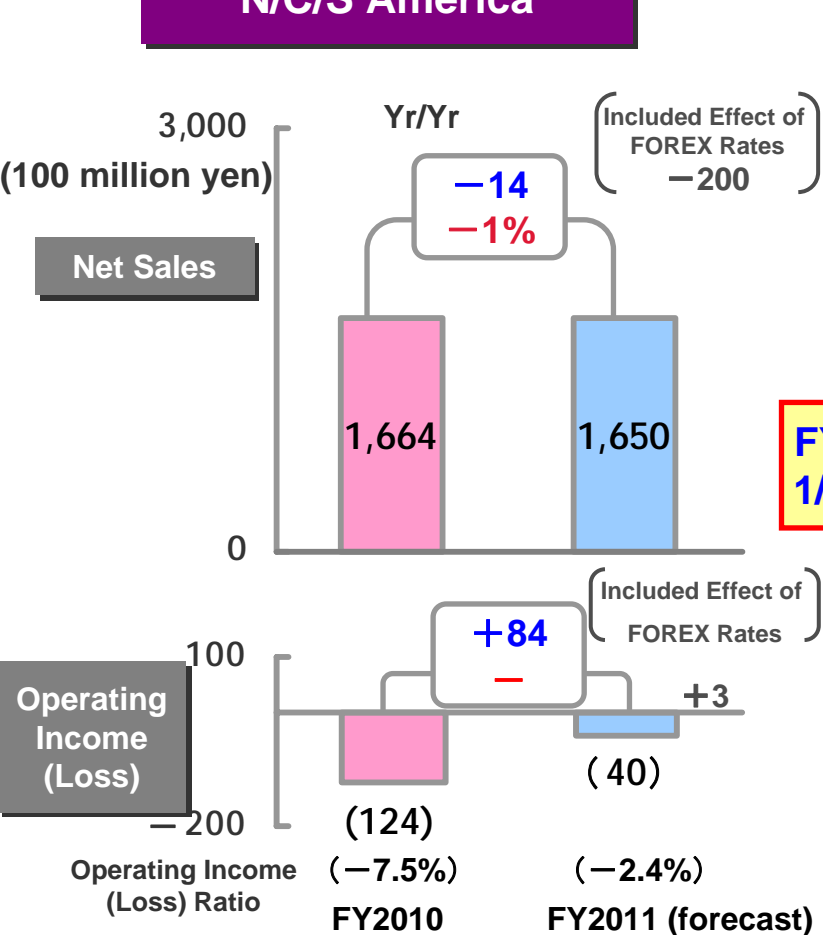 N/C/S America
3,000
Yr/Yr
Included Effect of
FOREX Rates
－200
(100 million yen)
－14
－1%
Net Sales
1,664
1,650
0
Included Effect of
FOREX Rates
＋84
－
100
＋3
Operating
Income
(Loss)
(40)
－200
(124)
Operating Income
(Loss) Ratio
(－7.5%)
(－2.4%)
FY2010
FY2011 (forecast)